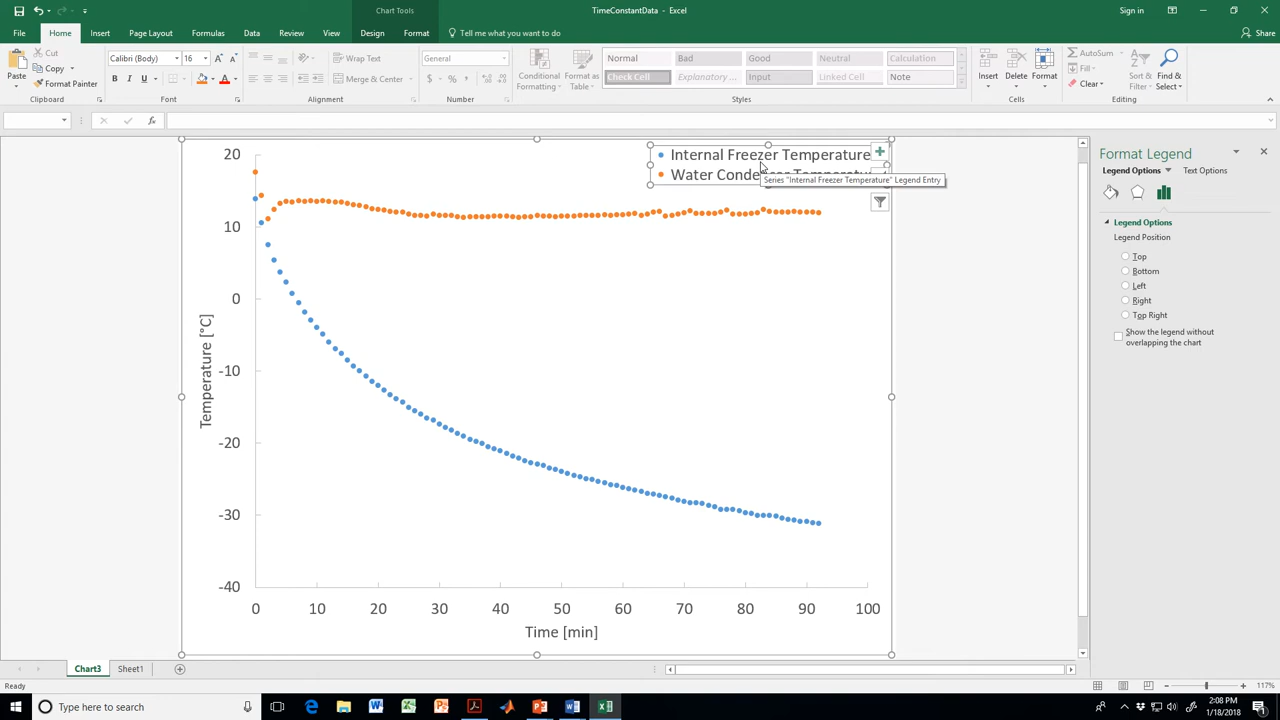 Chart Tools
TimeConstantData - Excel
Sign in
File Home Insert Page Layout Formulas Data Review View Design Format Tell me what you want to do Share
Paste Cut Copy Format Painter Clipboard
Calibri (Body) 16 B I U A Font
Merge & Center Alignment
General $ % Number
Conditional Formatting Format as Table
Normal Bad Good Neutral Calculation
Check Cell Explanatory ... Input Linked Cell Note
Styles
Insert Delete Format Cells
AutoSum Fill Clear Sort & Filter Find & Select Editing
fx
Internal Freezer Temperature
Water Condenser Temperature
Series "Internal Freezer Temperature" Legend Entry
20
10
0
-10
-20
-30
-40
Temperature [°C]
0 10 20 30 40 50 60 70 80 90 100
Time [min]
Format Legend
Legend Options Text Options
Legend Options
Legend Position
Top
Bottom
Left
Right
Top Right
Show the legend without
overlapping the chart
Chart3 Sheet1
Ready
117%
Type here to search
2:08 PM
1/18/2018